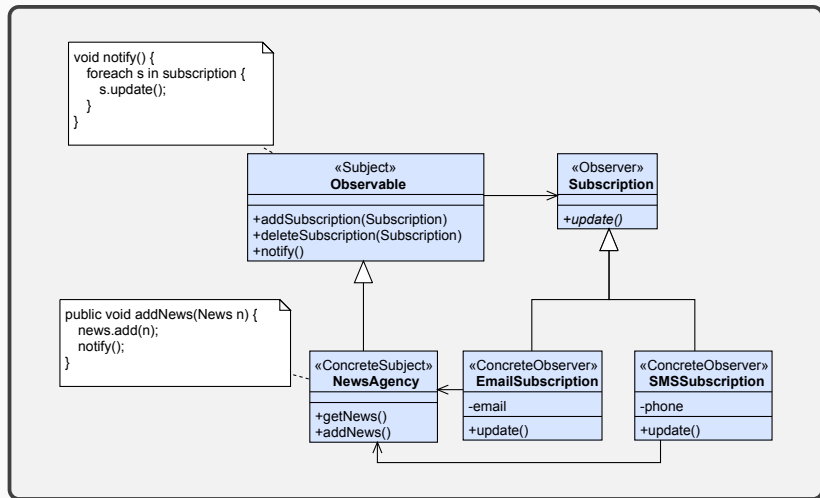 void notify() {
foreach s in subscription {
s.update();
}
}
«Subject»
Observable
+addSubscription(Subscription)
+deleteSubscription(Subscription)
+notify()
«Observer»
Subscription
+update()
public void addNews(News n) {
news.add(n);
notify();
}
«ConcreteSubject»
NewsAgency
+getNews()
+addNews()
«ConcreteObserver»
EmailSubscription
-email
+update()
«ConcreteObserver»
SMSSubscription
-phone
+update()